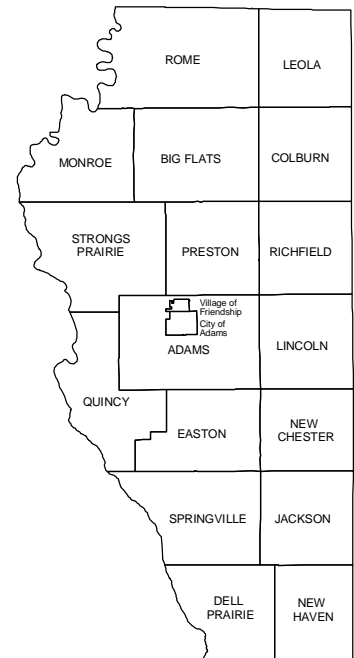 ROME
LEOLA
MONROE
BIG FLATS
COLBURN
STRONGS
PRAIRIE
PRESTON
RICHFIELD
Village of
Friendship
City of
Adams
ADAMS
LINCOLN
QUINCY
EASTON
NEW
CHESTER
SPRINGVILLE
JACKSON
DELL
PRAIRIE
NEW
HAVEN